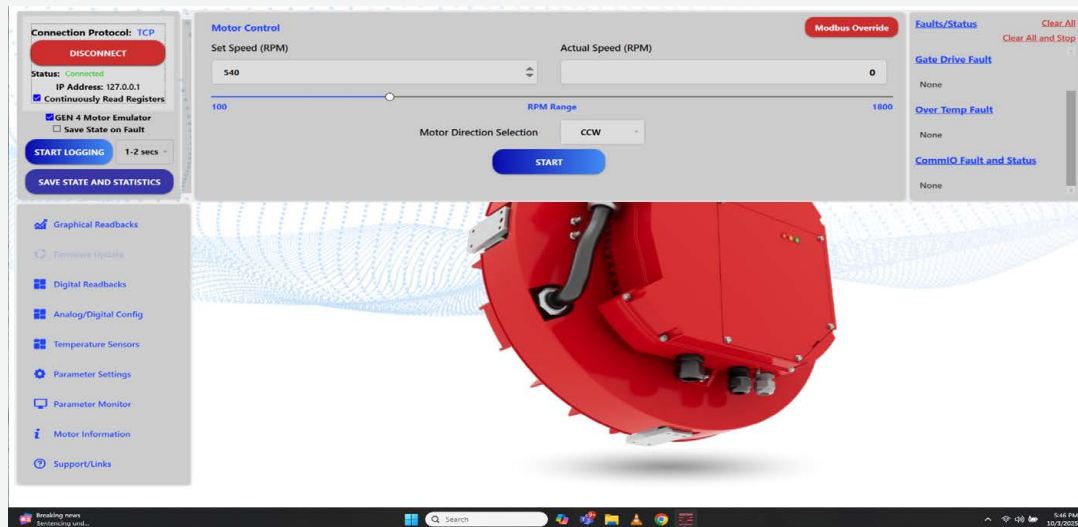 Connection Protocol: TCP
DISCONNECT
Status: Connected
IP Address: 127.0.0.1
Continuously Read Registers
GEN 4 Motor Emulator
Save State on Fault
START LOGGING
1-2 secs
SAVE STATE AND STATISTICS
Motor Control
Modbus Override
Set Speed (RPM)
Actual Speed (RPM)
540
0
100
RPM Range
1800
Motor Direction Selection
CCW
START
Faults/Status
Clear All
Clear All and Stop
Gate Drive Fault
None
Over Temp Fault
None
CommIO Fault and Status
None
Graphical Readbacks
Firmware Update
Digital Readbacks
Analog/Digital Config
Temperature Sensors
Parameter Settings
Parameter Monitor
Motor Information
Support/Links
Breaking news
Sentencing und...
Search
5:46 PM
10/3/2025